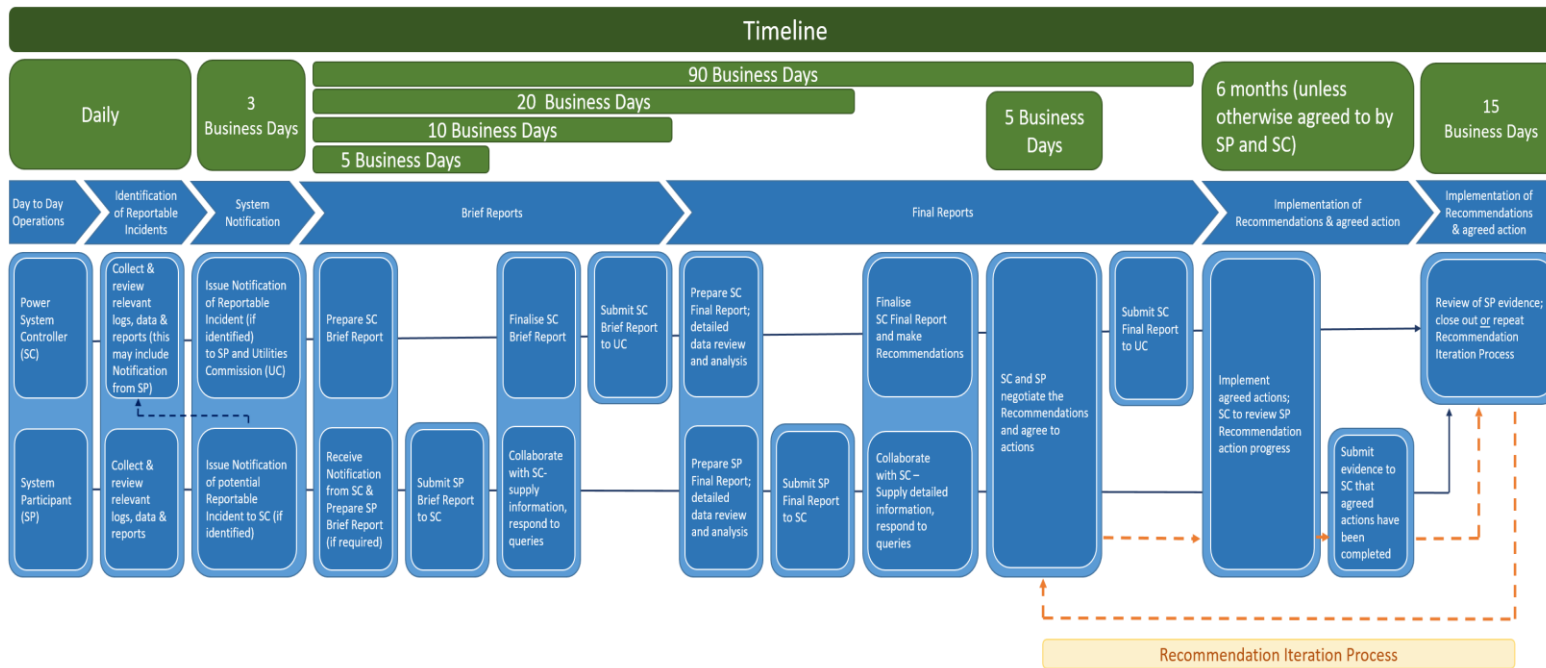 Timeline
Daily
3
Business Days
90 Business Days
20 Business Days
10 Business Days
5 Business Days
5 Business
Days
6 months (unless
otherwise agreed to by
SP and SC)
15
Business Days
Day to Day
Operations
Identification
of Reportable
Incidents
System
Notification
Brief Reports
Final Reports
Implementation of
Recommendations & agreed action
Implementation of
Recommendations
& agreed action
Power
System
Controller
(SC)
Collect &
review
relevant
logs, data &
reports (this
may include
Notification
from SP)
Issue Notification
of Reportable
Incident (if
identified)
to SP and Utilities
Commission (UC)
Prepare SC
Brief Report
Finalise SC
Brief Report
Submit SC
Brief Report
to UC
Prepare SC
Final Report;
detailed
data review
and analysis
Finalise
SC Final Report
and make
Recommendations
SC and SP
negotiate the
Recommendations
and agree to
actions
Submit SC
Final Report
to UC
Implement
agreed actions;
SC to review SP
Recommendation
action progress
Review of SP evidence;
close out or repeat
Recommendation
Iteration Process
System
Participant
(SP)
Collect &
review
relevant
logs, data &
reports
Issue Notification
of potential
Reportable
Incident to SC (if
identified)
Receive
Notification
from SC &
Prepare SP
Brief Report
(if required)
Submit SP
Brief Report
to SC
Collaborate
with SC-
supply
information,
respond to
queries
Prepare SP
Final Report;
detailed
data review
and analysis
Submit SP
Final Report
to SC
Collaborate
with SC –
Supply detailed
information,
respond to
queries
Submit
evidence to
SC that
agreed
actions have
been
completed
Recommendation Iteration Process